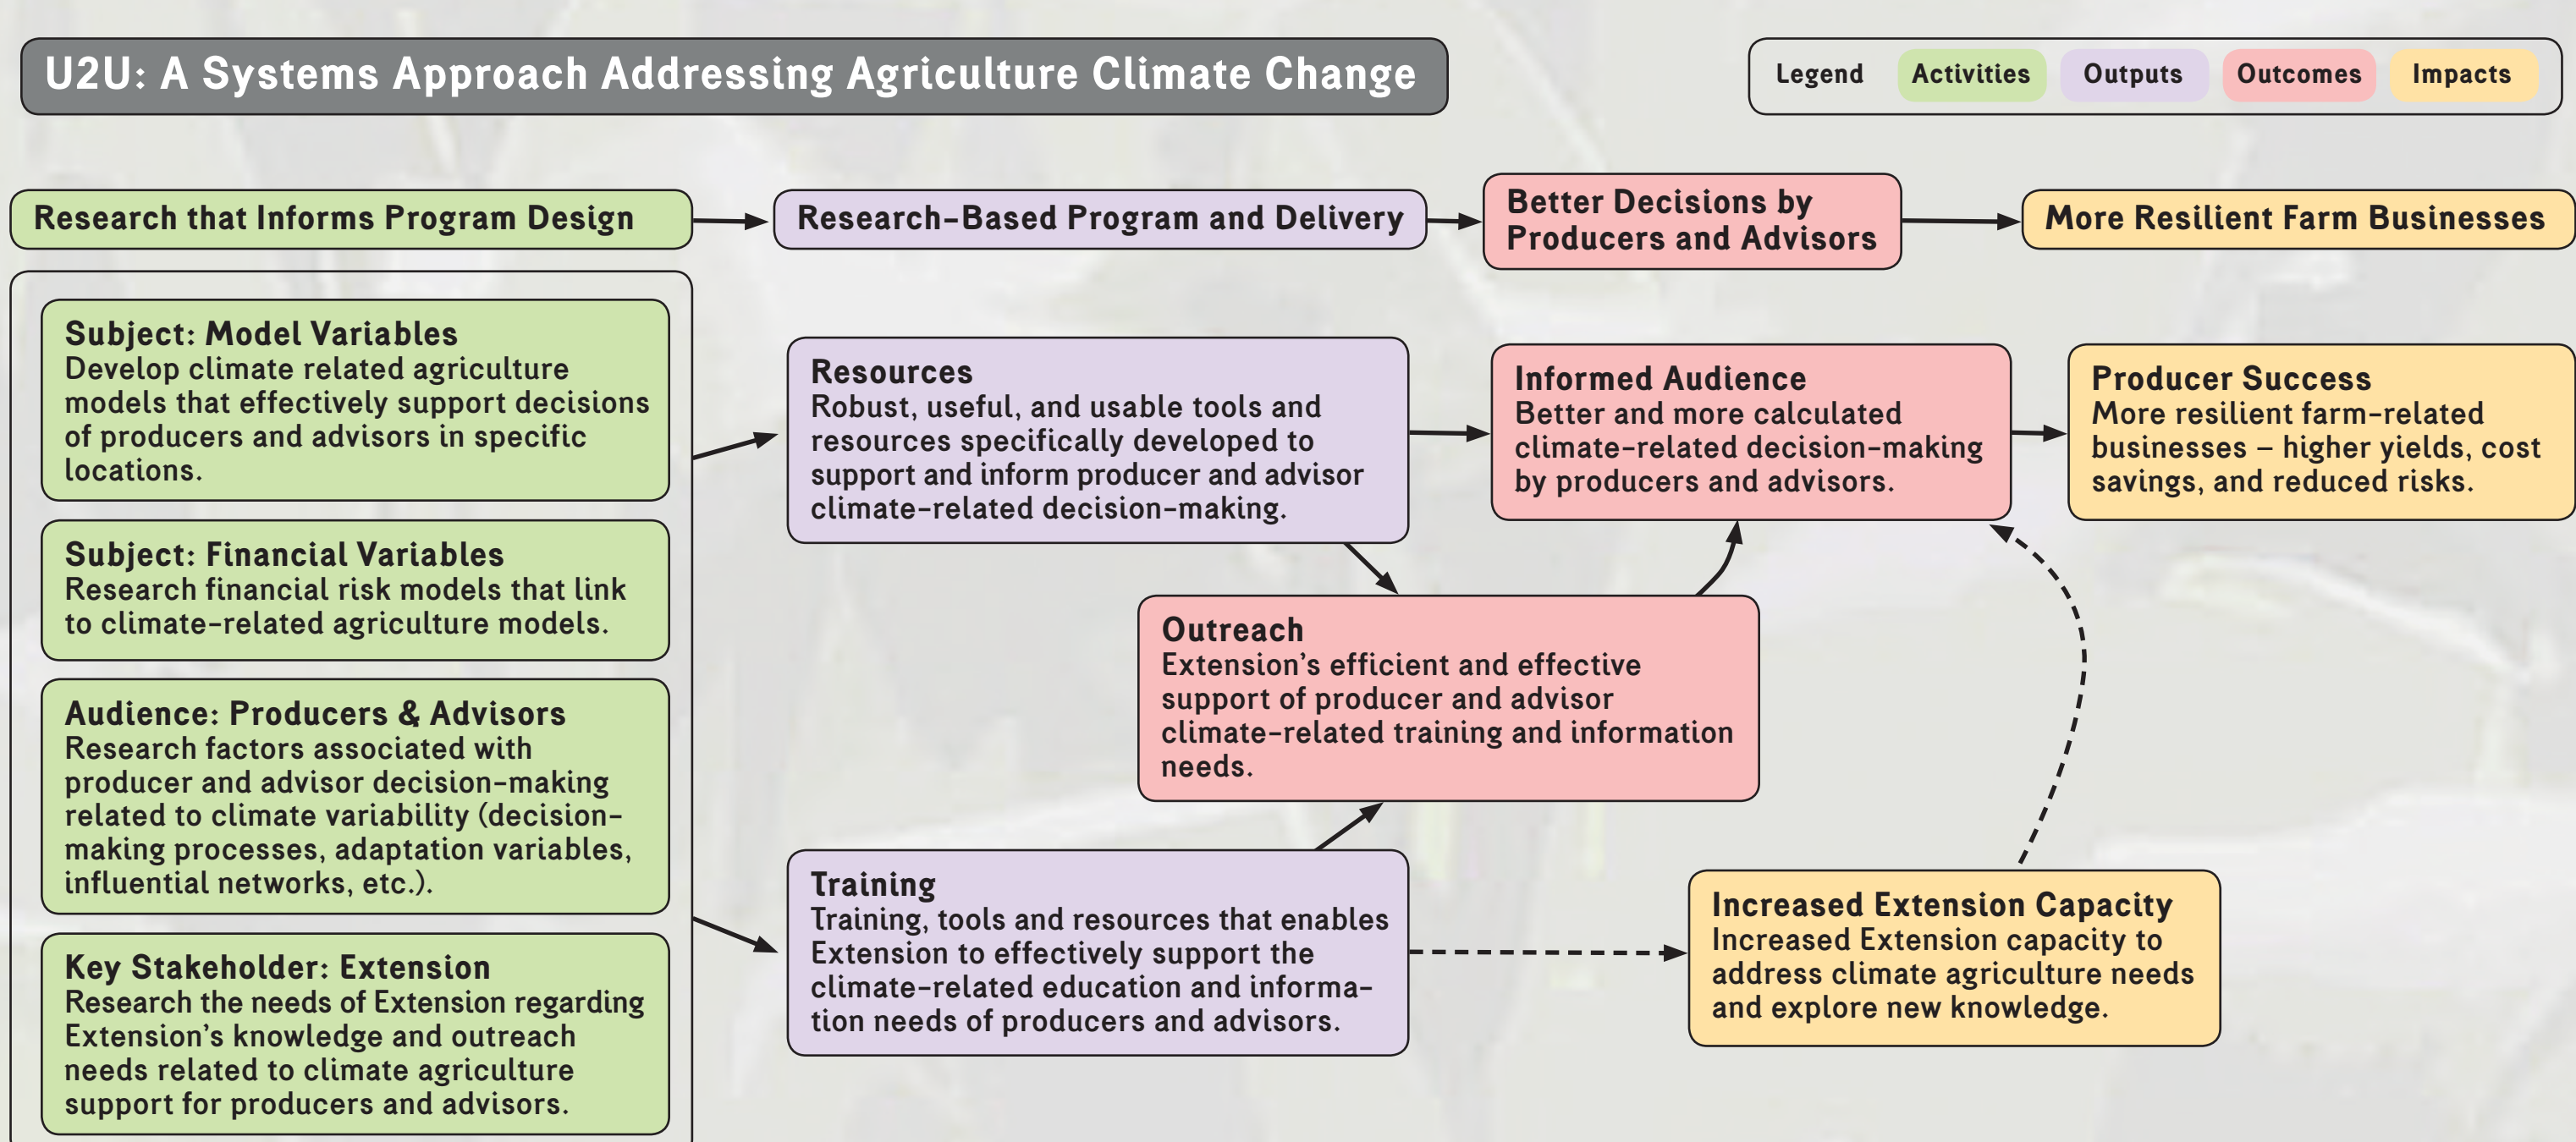 U2U: A Systems Approach Addressing Agriculture Climate Change
Legend
Activities
Outputs
Outcomes
Impacts
Research that Informs Program Design
Research-Based Program and Delivery
Better Decisions by
Producers and Advisors
More Resilient Farm Businesses
Subject: Model Variables
Develop climate related agriculture
models that effectively support decisions
of producers and advisors in specific
locations.
Subject: Financial Variables
Research financial risk models that link
to climate-related agriculture models.
Audience: Producers & Advisors
Research factors associated with
producer and advisor decision-making
related to climate variability (decision-
making processes, adaptation variables,
influential networks, etc.).
Key Stakeholder: Extension
Research the needs of Extension regarding
Extension's knowledge and outreach
needs related to climate agriculture
support for producers and advisors.
Resources
Robust, useful, and usable tools and
resources specifically developed to
support and inform producer and advisor
climate-related decision-making.
Informed Audience
Better and more calculated
climate-related decision-making
by producers and advisors.
Producer Success
More resilient farm-related
businesses – higher yields, cost
savings, and reduced risks.
Outreach
Extension's efficient and effective
support of producer and advisor
climate-related training and information
needs.
Training
Training, tools and resources that enables
Extension to effectively support the
climate-related education and informa-
tion needs of producers and advisors.
Increased Extension Capacity
Increased Extension capacity to
address climate agriculture needs
and explore new knowledge.